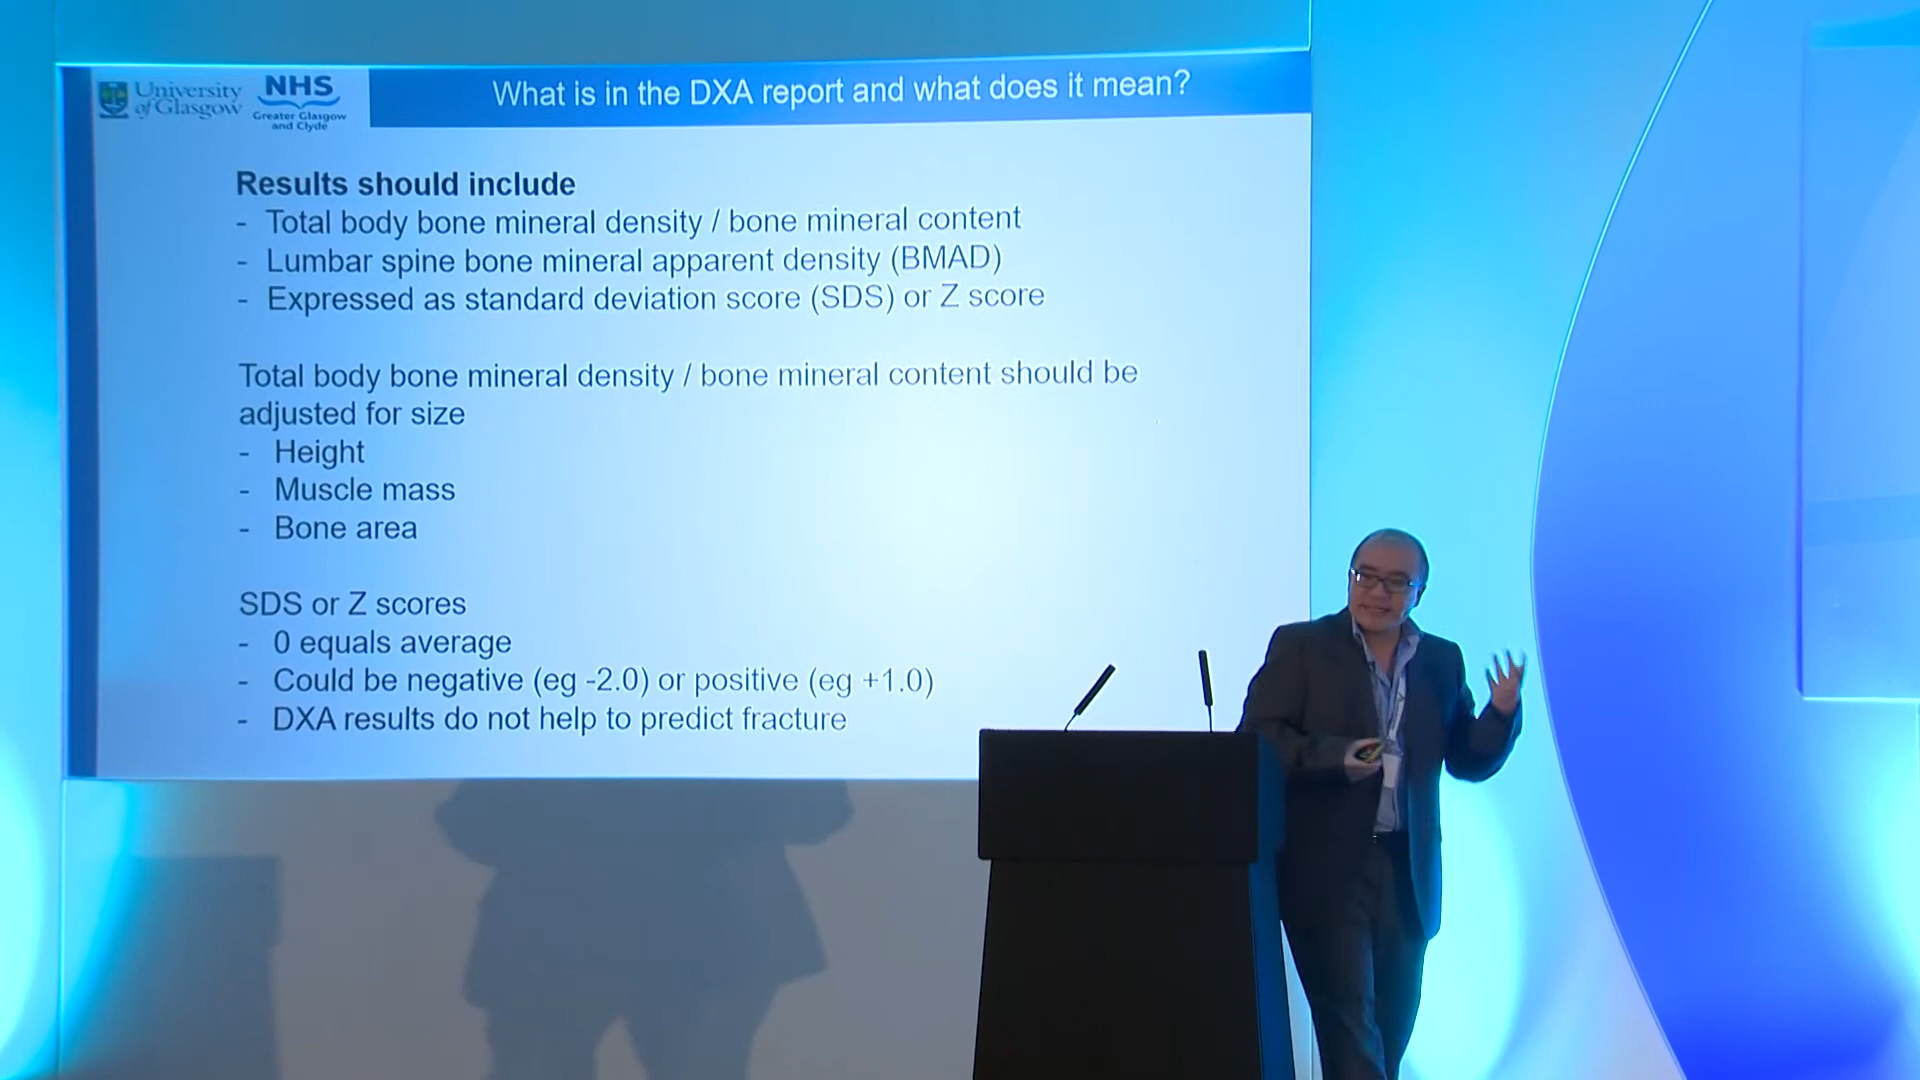 University
of Glasgow
NHS
Greater Glasgow
and Clyde
What is in the DXA report and what does it mean?
Results should include
- Total body bone mineral density / bone mineral content
- Lumbar spine bone mineral apparent density (BMAD)
- Expressed as standard deviation score (SDS) or Z score
Total body bone mineral density / bone mineral content should be
adjusted for size
- Height
- Muscle mass
- Bone area
SDS or Z scores
- 0 equals average
- Could be negative (eg -2.0) or positive (eg +1.0)
- DXA results do not help to predict fracture